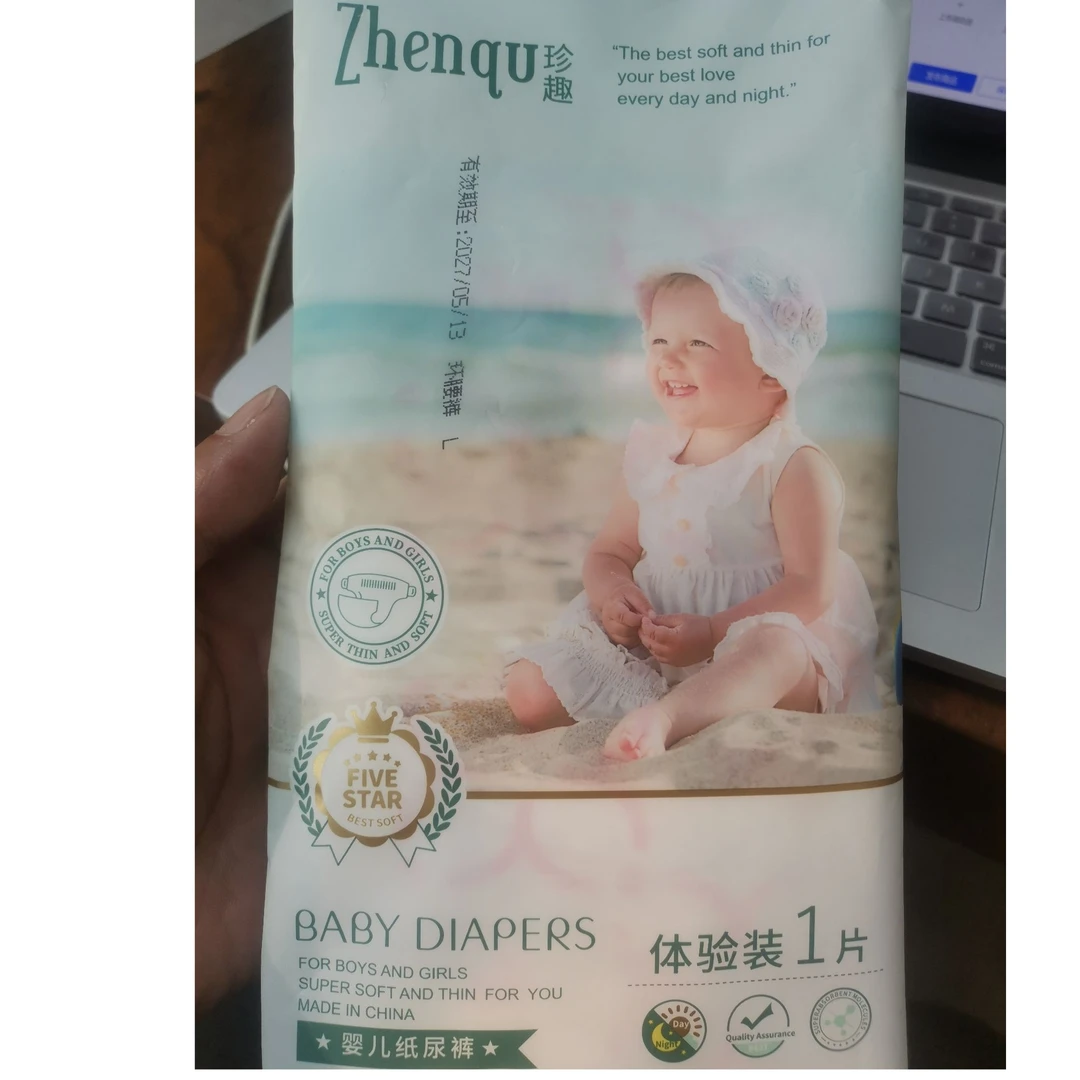 Zhenqu珍趣
“The best soft and thin for
your best love
every day and night.”
有效期至：2027/05/13 环腰裤 L
FOR BOYS AND GIRLS
SUPER THIN AND SOFT
FIVE
STAR
BEST SOFT
BABY DIAPERS
FOR BOYS AND GIRLS
SUPER SOFT AND THIN FOR YOU
MADE IN CHINA
婴儿纸尿裤
体验装1片
Day
Night
Quality Assurance
SUPERABSORBENT MOLECULES